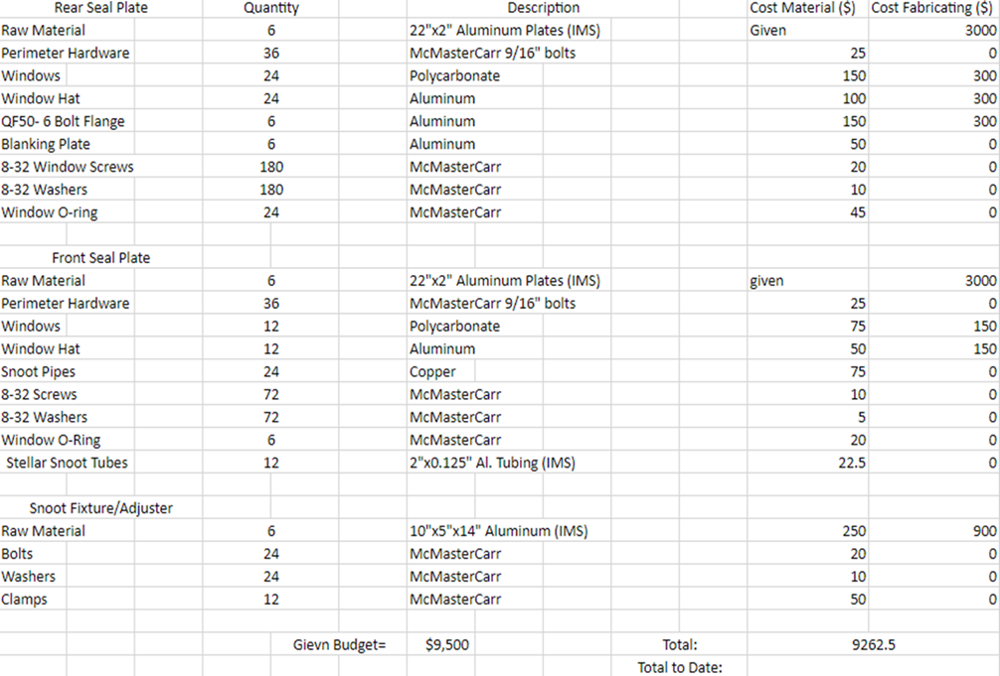 Rear Seal Plate Quantity Description Cost Material ($) Cost Fabricating ($)
Raw Material 6 22"x2" Aluminum Plates (IMS) Given 3000
Perimeter Hardware 36 McMasterCarr 9/16" bolts 25 0
Windows 24 Polycarbonate 150 300
Window Hat 24 Aluminum 100 300
QF50- 6 Bolt Flange 6 Aluminum 150 300
Blanking Plate 6 Aluminum 50 0
8-32 Window Screws 180 McMasterCarr 20 0
8-32 Washers 180 McMasterCarr 10 0
Window O-ring 24 McMasterCarr 45 0
Front Seal Plate
Raw Material 6 22"x2" Aluminum Plates (IMS) given 3000
Perimeter Hardware 36 McMasterCarr 9/16" bolts 25 0
Windows 12 Polycarbonate 75 150
Window Hat 12 Aluminum 50 150
Snoot Pipes 24 Copper 75 0
8-32 Screws 72 McMasterCarr 10 0
8-32 Washers 72 McMasterCarr 5 0
Window O-Ring 6 McMasterCarr 20 0
Stellar Snoot Tubes 12 2"x0.125" Al. Tubing (IMS) 22.5 0
Snoot Fixture/Adjuster
Raw Material 6 10"x5"x14" Aluminum (IMS) 250 900
Bolts 24 McMasterCarr 20 0
Washers 24 McMasterCarr 10 0
Clamps 12 McMasterCarr 50 0
Gievn Budget= $9,500 Total: 9262.5
Total to Date: